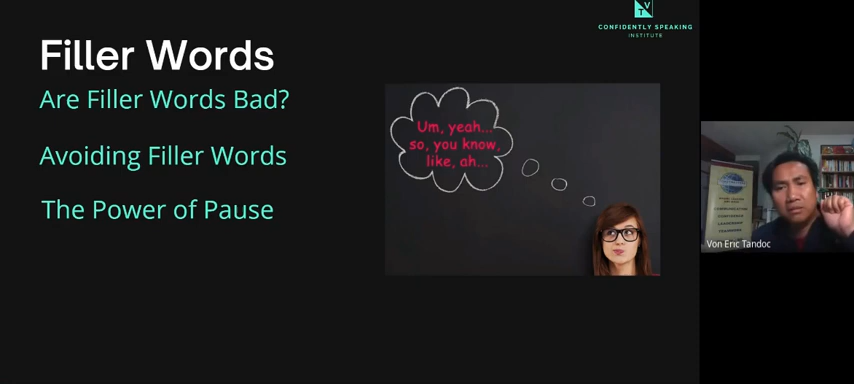 VT
CONFIDENTLY SPEAKING
INSTITUTE
Filler Words
Are Filler Words Bad?
Avoiding Filler Words
The Power of Pause
Um, yeah...
so, you know,
like, ah...
Von Eric Tandoc